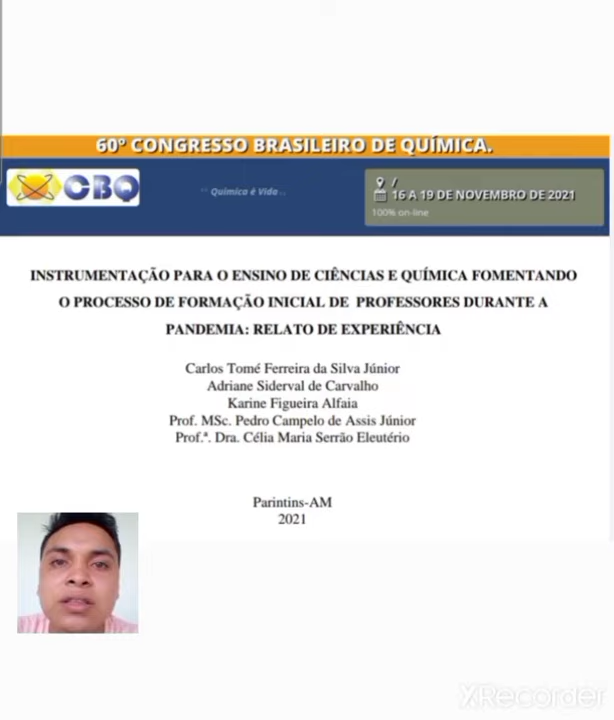 60º CONGRESSO BRASILEIRO DE QUÍMICA.
CBQ
Química é Vida
/
16 A 19 DE NOVEMBRO DE 2021
100% on-line
INSTRUMENTAÇÃO PARA O ENSINO DE CIÊNCIAS E QUÍMICA FOMENTANDO
O PROCESSO DE FORMAÇÃO INICIAL DE PROFESSORES DURANTE A
PANDEMIA: RELATO DE EXPERIÊNCIA
Carlos Tomé Ferreira da Silva Júnior
Adriane Siderval de Carvalho
Karine Figueira Alfaia
Prof. MSc. Pedro Campelo de Assis Júnior
Prof.ª. Dra. Célia Maria Serrão Eleutério
Parintins-AM
2021
XRecorder